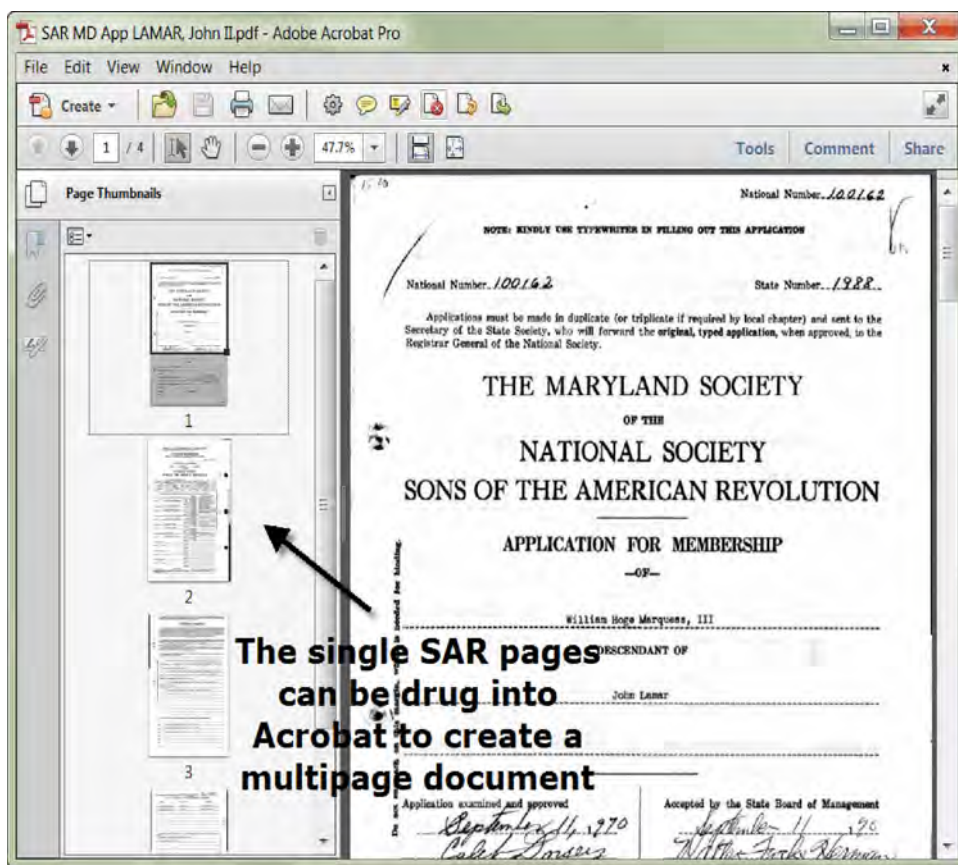 SAR MD App LAMAR, John II.pdf - Adobe Acrobat Pro
File Edit View Window Help
Create
1 / 4 47.7% Tools Comment Share
Page Thumbnails
1
2
3
The single SAR pages
can be drug into
Acrobat to create a
multipage document
National Number 100162
NOTE: KINDLY USE TYPEWRITER IN FILLING OUT THIS APPLICATION
National Number 100162 State Number 1988
Applications must be made in duplicate (or triplicate if required by local chapter) and sent to the
Secretary of the State Society, who will forward the original, typed application, when approved, to the
Registrar General of the National Society.
THE MARYLAND SOCIETY
OF THE
NATIONAL SOCIETY
SONS OF THE AMERICAN REVOLUTION
APPLICATION FOR MEMBERSHIP
—OF—
William Hoge Marquess, III
DESCENDANT OF
John Lamar
Application examined and approved Accepted by the State Board of Management
September 11, 1970 September 11